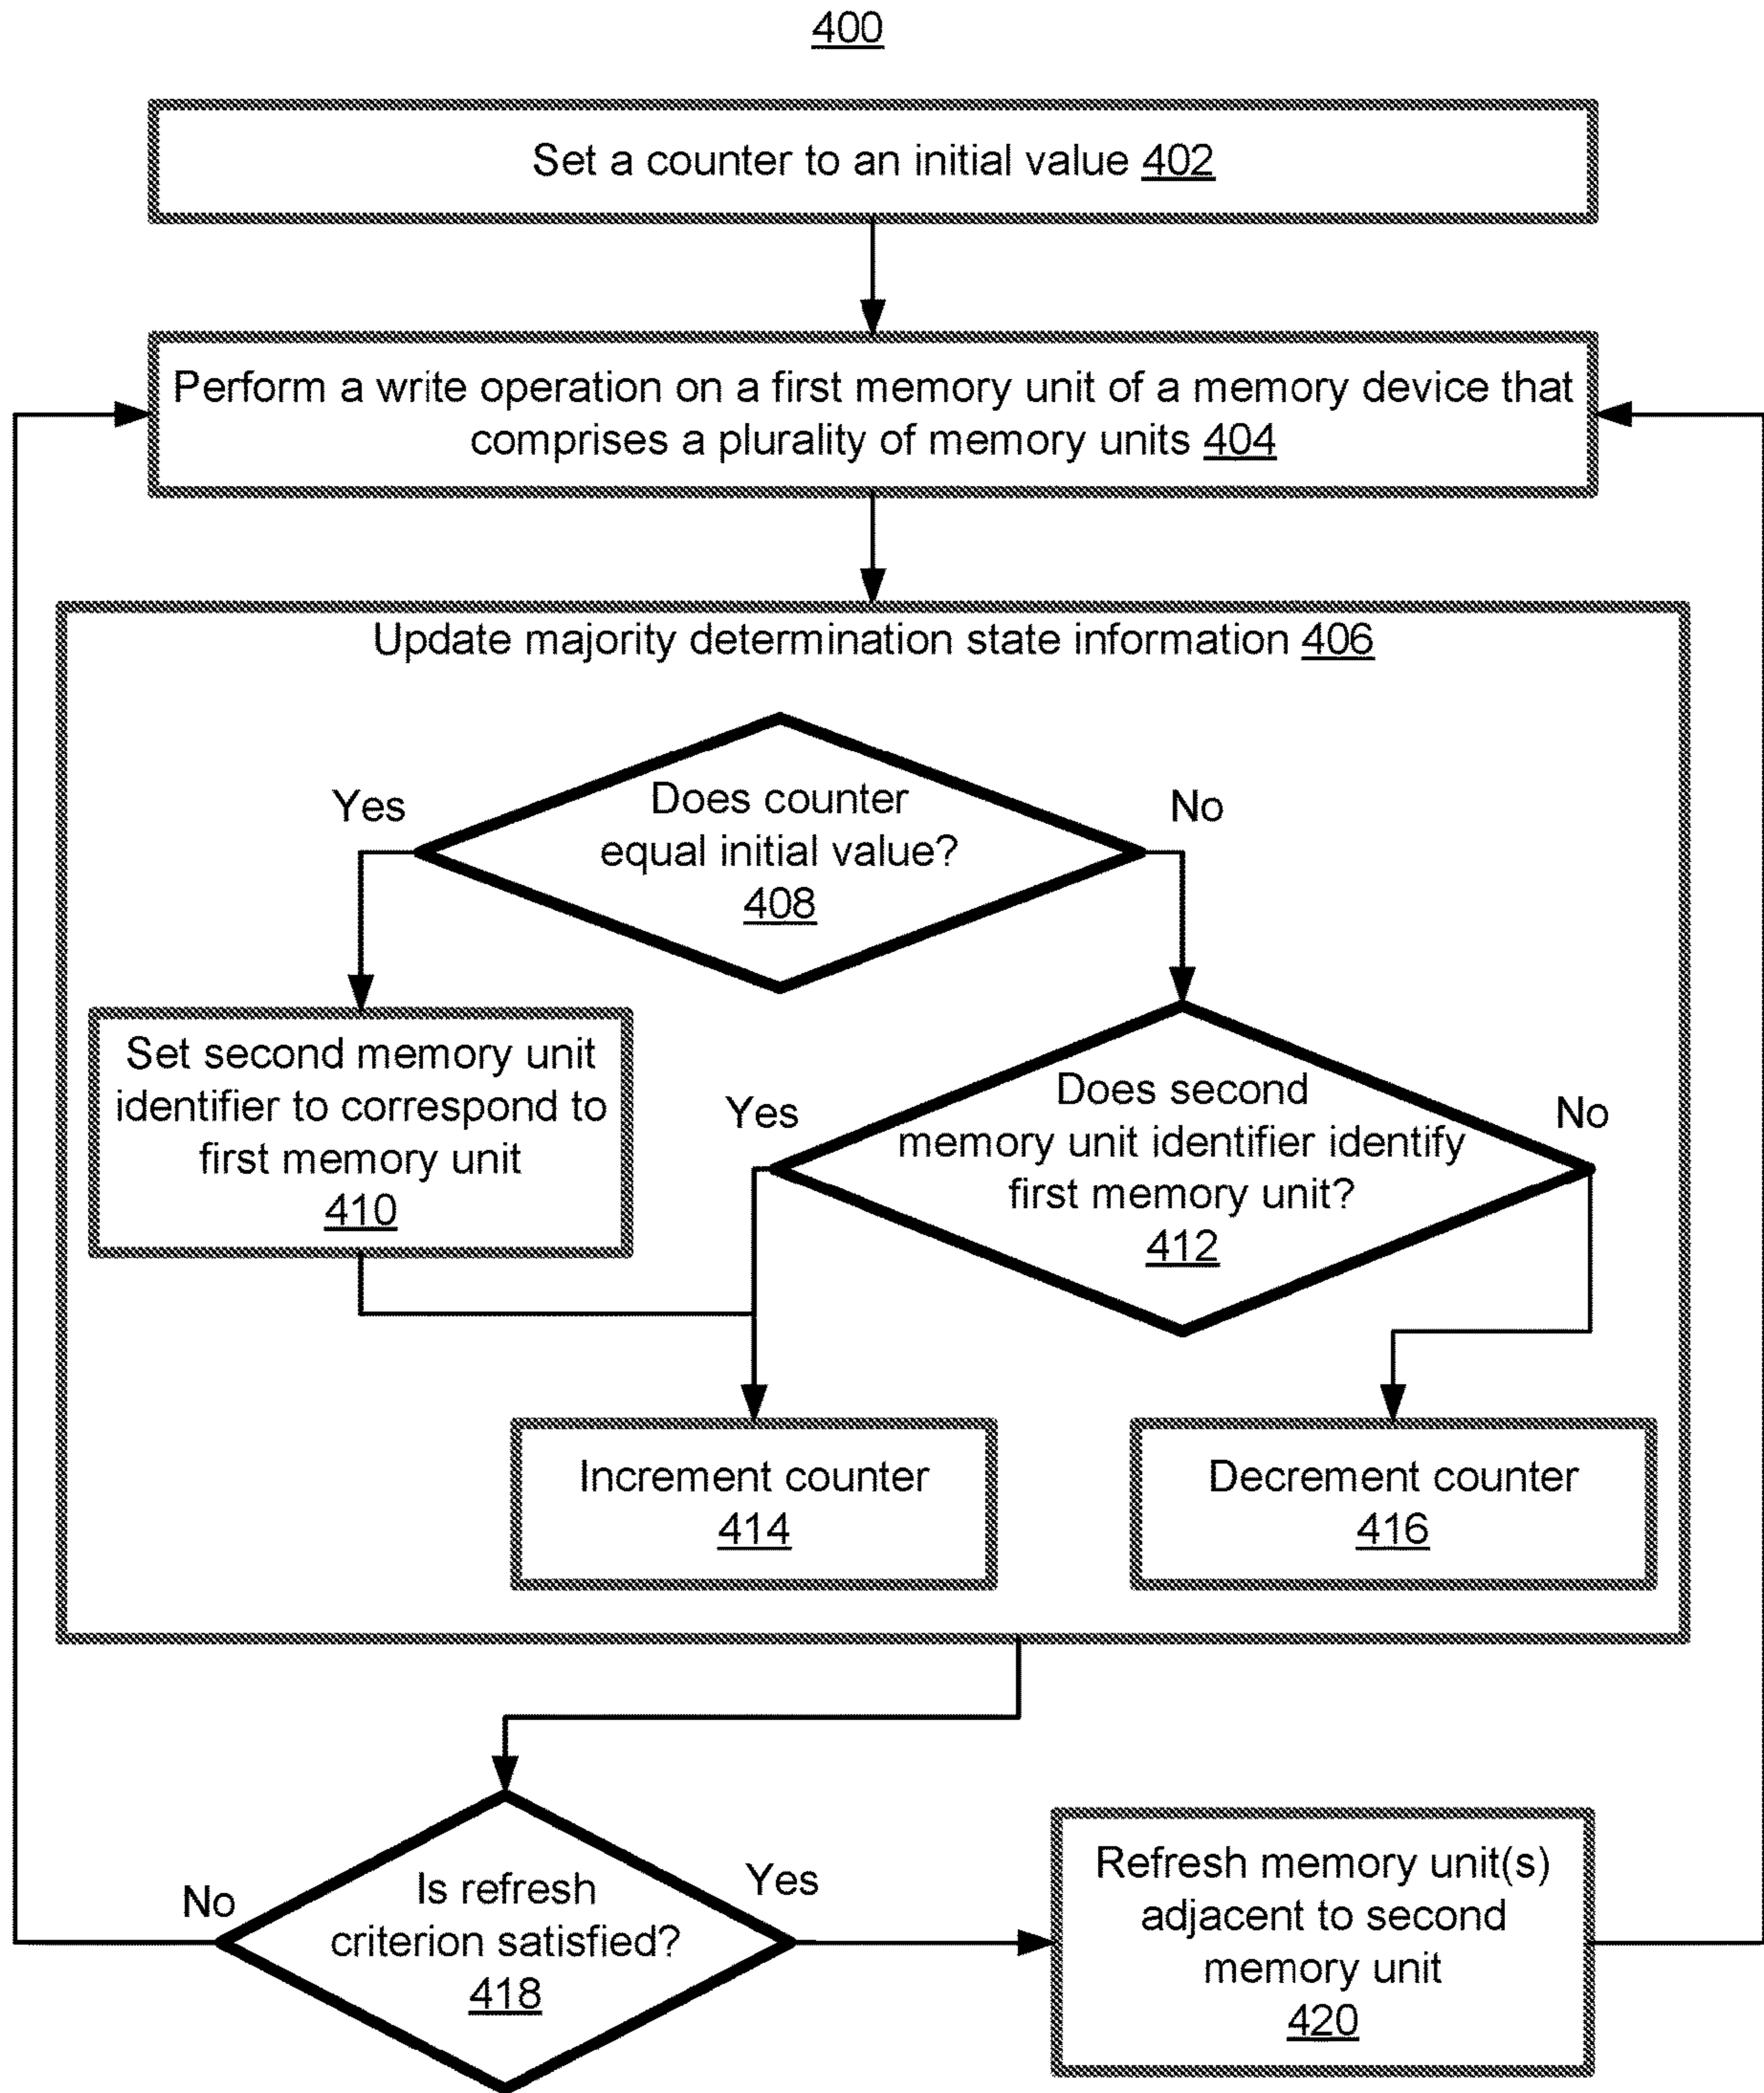 400
Set a counter to an initial value 402
Perform a write operation on a first memory unit of a memory device that
comprises a plurality of memory units 404
Update majority determination state information 406
Yes
Does counter
equal initial value?
408
No
Set second memory unit
identifier to correspond to
first memory unit
410
Yes
Does second
memory unit identifier identify
first memory unit?
412
No
Increment counter
414
Decrement counter
416
No
Is refresh
criterion satisfied?
418
Yes
Refresh memory unit(s)
adjacent to second
memory unit
420